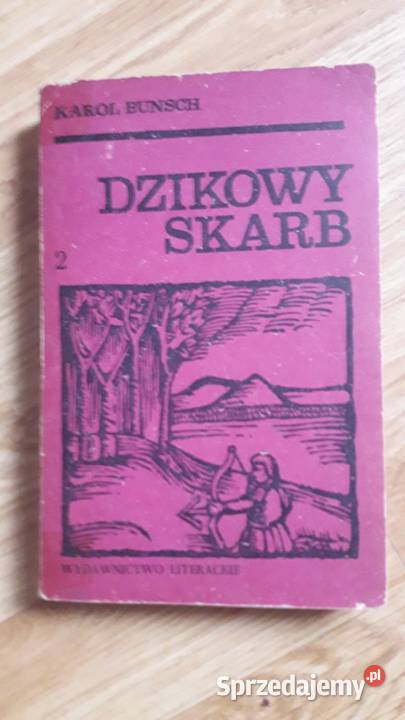 KAROL BUNSCH
DZIKOWY
SKARB
2
WYDAWNICTWO LITERACKIE
Sprzedajemy.pl